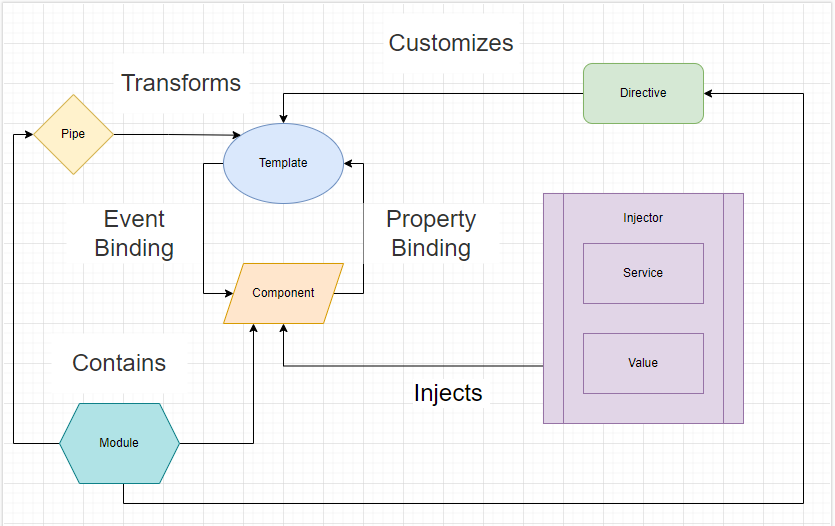 Customizes
Transforms
Directive
Pipe
Template
Event
Binding
Property
Binding
Injector
Service
Component
Value
Contains
Injects
Module